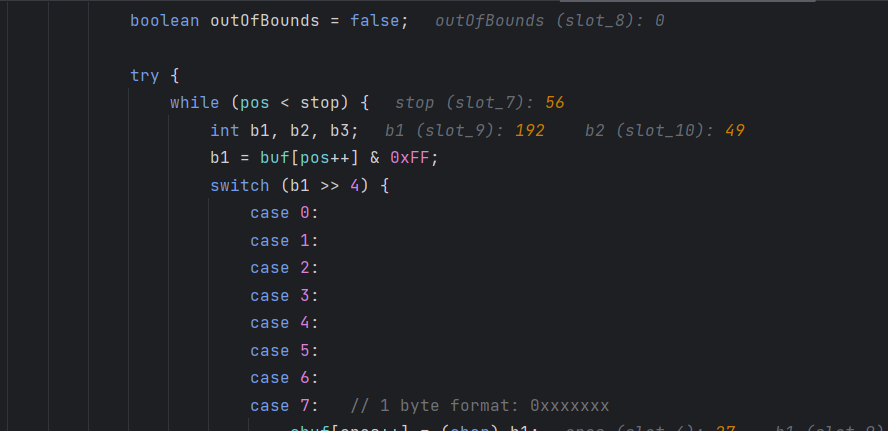 boolean outOfBounds = false;   outOfBounds (slot_8): 0
try {
while (pos < stop) {   stop (slot_7): 56
int b1, b2, b3;   b1 (slot_9): 192   b2 (slot_10): 49
b1 = buf[pos++] & 0xFF;
switch (b1 >> 4) {
case 0:
case 1:
case 2:
case 3:
case 4:
case 5:
case 6:
case 7:   // 1 byte format: 0xxxxxxx